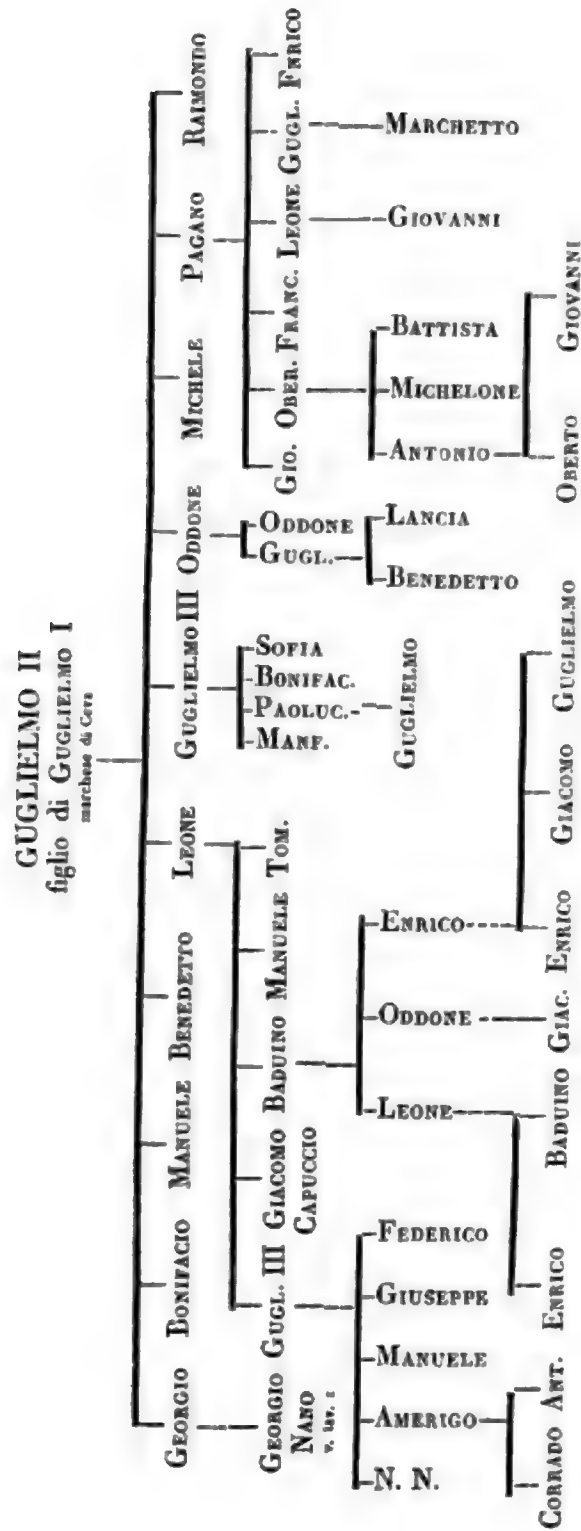 GUGLIELMO II
figlio di GUGLIELMO I
marchese di Ceva
GEORGIO BONIFACIO MANUELE BENEDETTO LEONE GUGLIELMO III ODDONE MICHELE PAGANO RAIMONDO
GEORGIO GUGL. III GIACOMO BADUINO MANUELE TOM.
NANO CAPUCCIO
v. tav. 2
MANF. PAOLUC. BONIFAC. SOFIA
GUGL. ODDONE
GIO. OBER. FRANC. LEONE GUGL. ENRICO
N. N. AMERIGO MANUELE GIUSEPPE FEDERICO
LEONE ODDONE ENRICO
GUGLIELMO
BENEDETTO LANCIA
ANTONIO MICHELONE BATTISTA
GIOVANNI
MARCHETTO
CORRADO ANT. ENRICO BADUINO GIAC. ENRICO GIACOMO GUGLIELMO OBERTO GIOVANNI